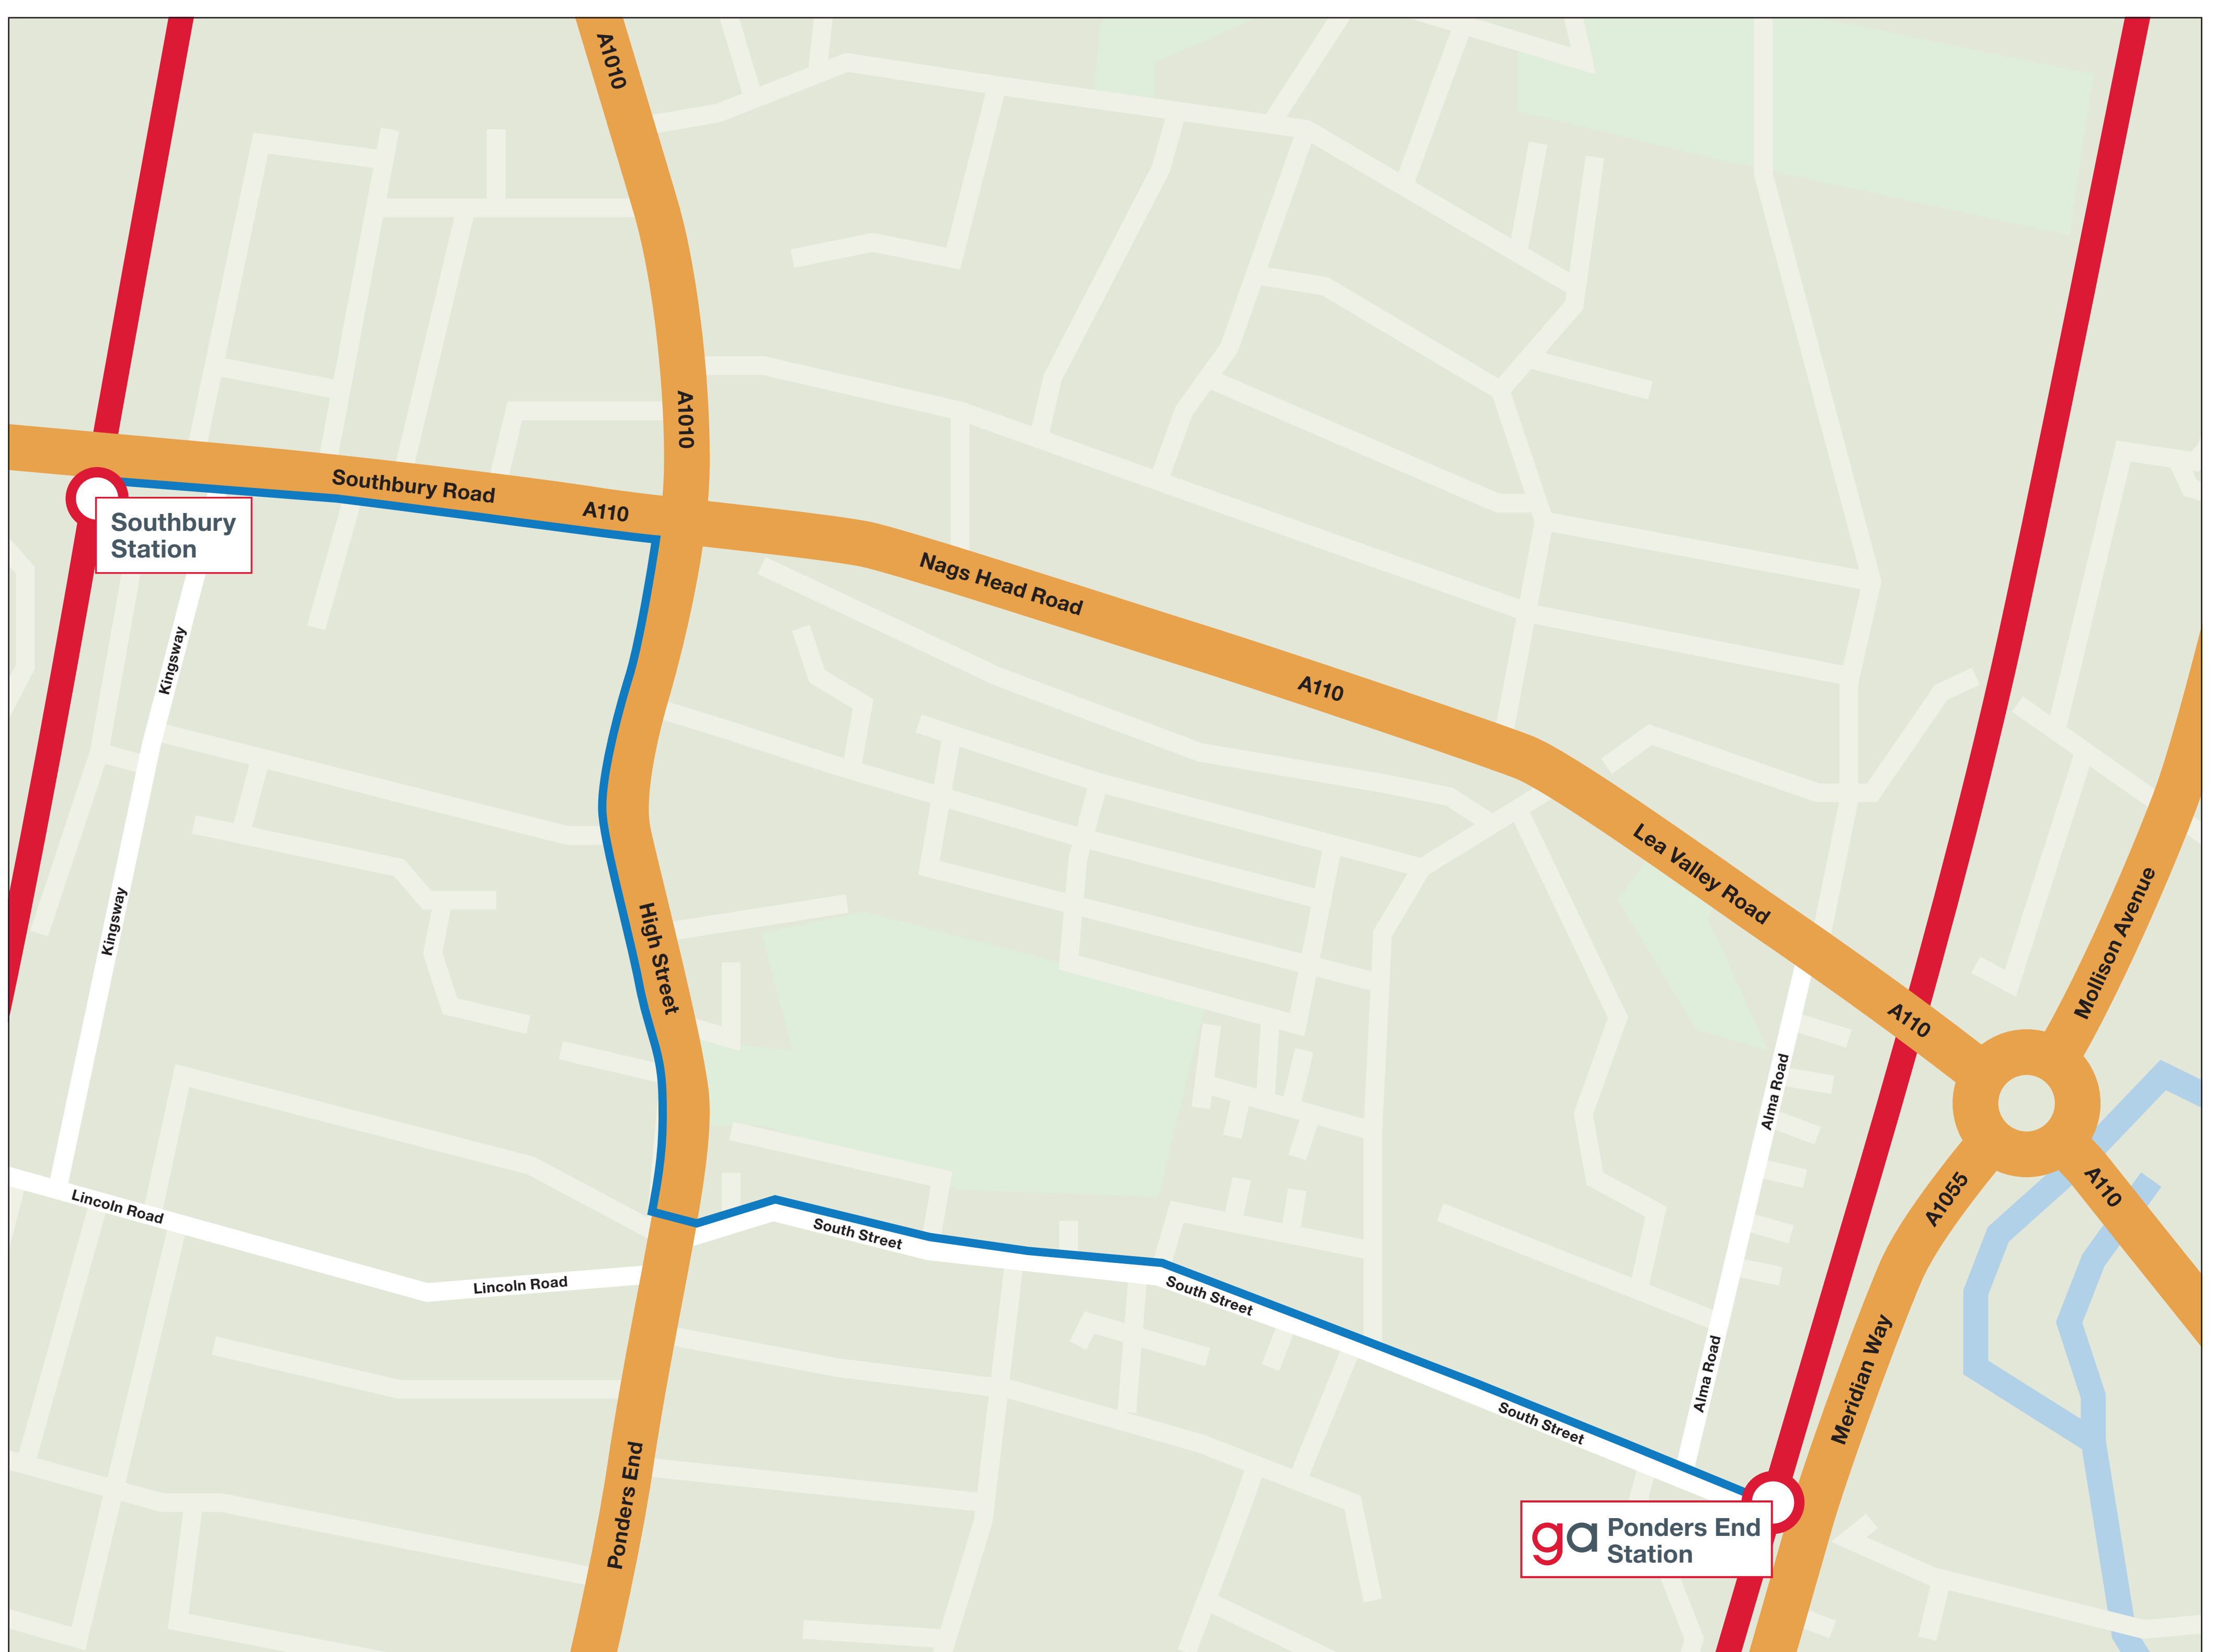 A1010
A1010
Southbury Road
A110
Southbury
Station
Nags Head Road
A110
Kingsway
Kingsway
Lea Valley Road
Mollison Avenue
High Street
A110
Alma Road
A1055
A110
Lincoln Road
South Street
Lincoln Road
South Street
Alma Road
Meridian Way
South Street
Ponders End
ga Ponders End
Station